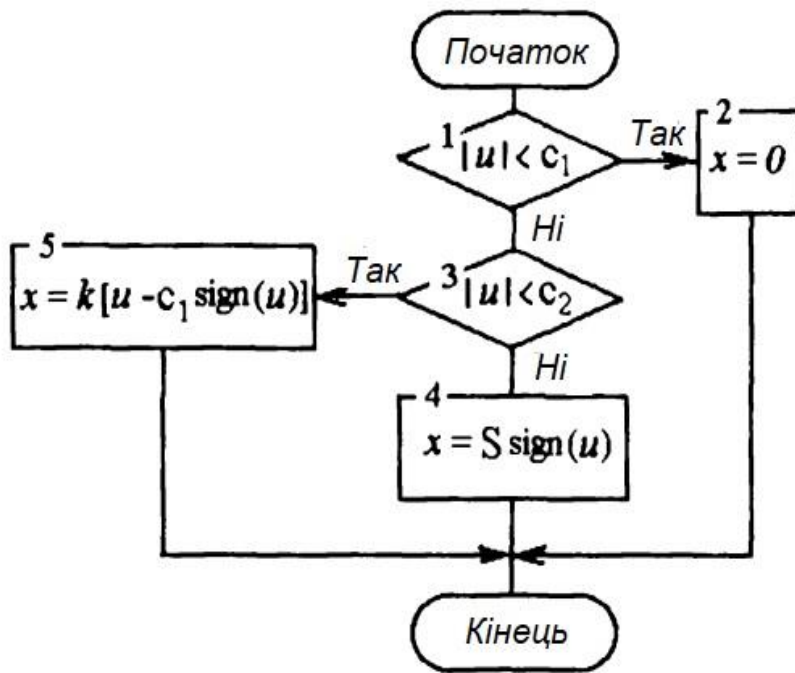 Початок
1
|u| < c₁
Так
2
x = 0
Ні
5
x = k[u - c₁ sign(u)]
Так
3
|u| < c₂
Ні
4
x = S sign(u)
Кінець